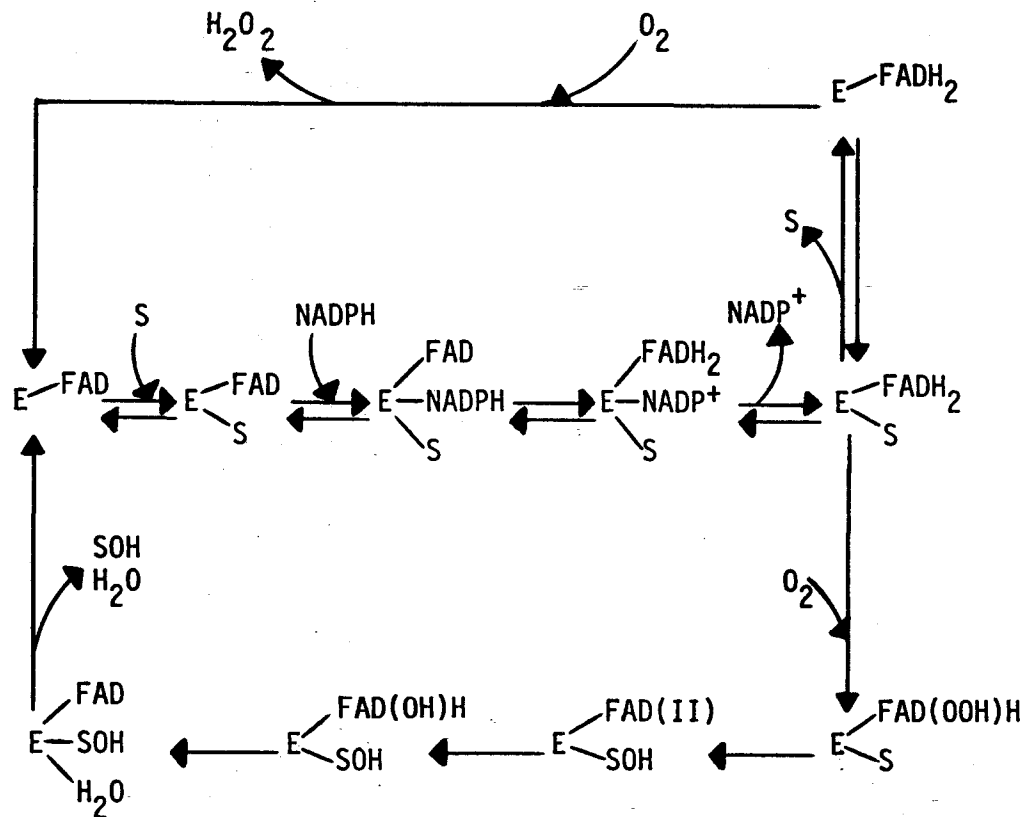 H2O2
O2
E FADH2
S
S
NADPH
NADP+
E FAD
E FAD
S
FAD
E NADPH
S
FADH2
E NADP+
S
E FADH2
S
SOH
H2O
O2
FAD
E SOH
H2O
E FAD(OH)H
SOH
E FAD(II)
SOH
E FAD(OOH)H
S